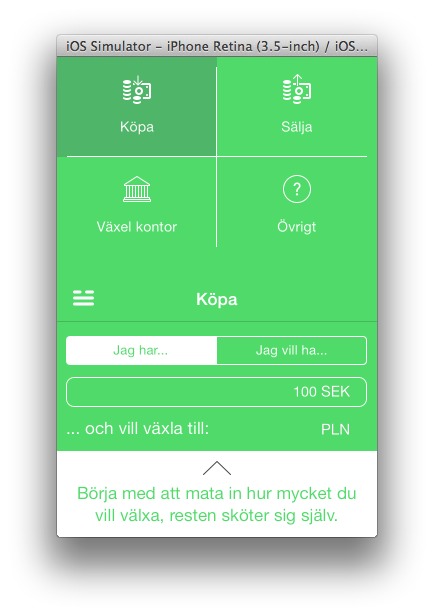 iOS Simulator – iPhone Retina (3.5-inch) / iOS...
Köpa
Sälja
Växel kontor
?
Övrigt
Köpa
Jag har...
Jag vill ha...
100 SEK
... och vill växla till:
PLN
Börja med att mata in hur mycket du
vill välxa, resten sköter sig själv.